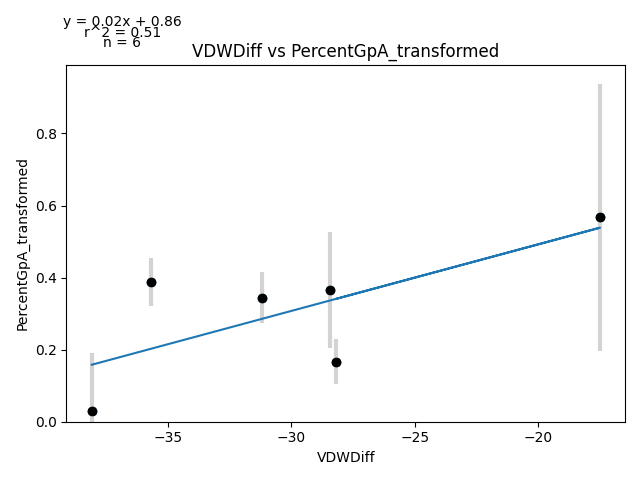 y = 0.02x + 0.86
r^2 = 0.51
n = 6
VDWDiff vs PercentGpA_transformed
PercentGpA_transformed
0.8
0.6
0.4
0.2
0.0
−35
−30
−25
−20
VDWDiff